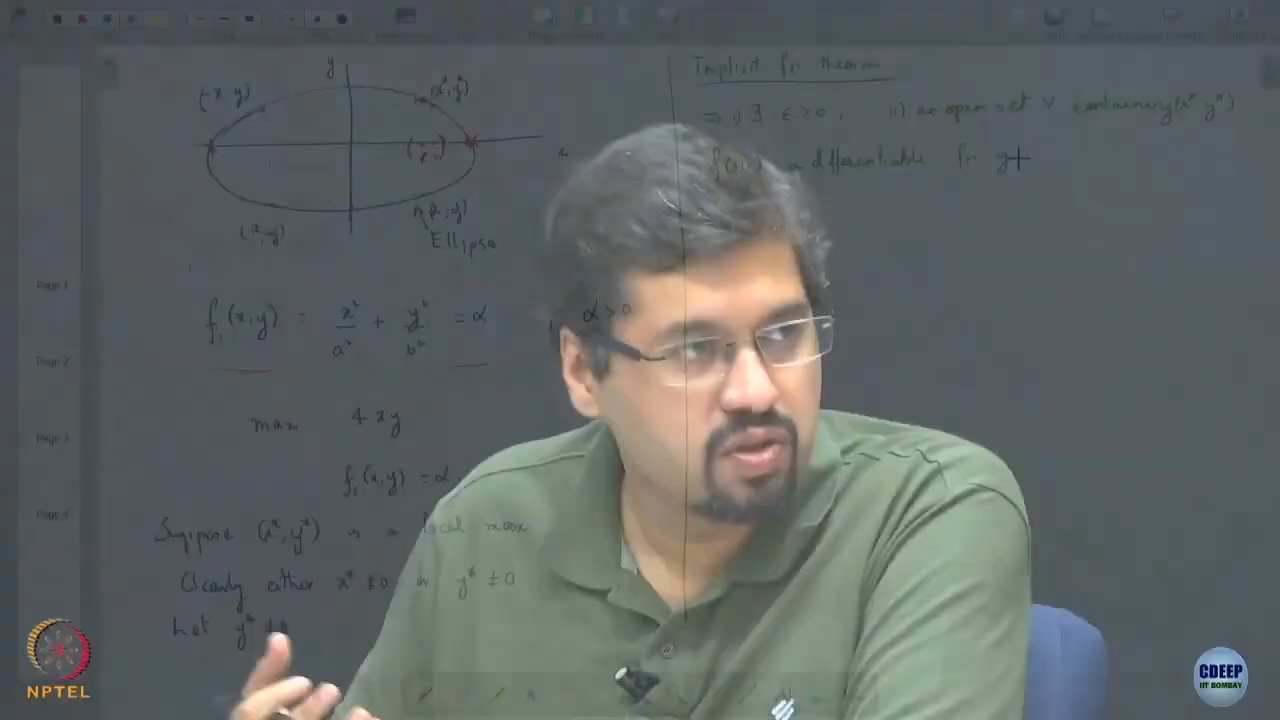 y
(-x, y)
(x*, y*)
(x, -y)
(-x, -y)
Ellipse
f₁(x,y) : x²/a² + y²/b² = α , α>0
max 4xy
f₁(x,y) = α
Suppose (x*, y*) is a local max
Clearly either x* ≠0 or y* ≠0
Let y* ≠0
Implicit fn theorem
⇒ i) ∃ ε>0 , ii) an open set V containing (x* y*)
a differentiable fn g
Page 1
Page 2
Page 3
Page 4
NPTEL
CDEEP
IIT BOMBAY